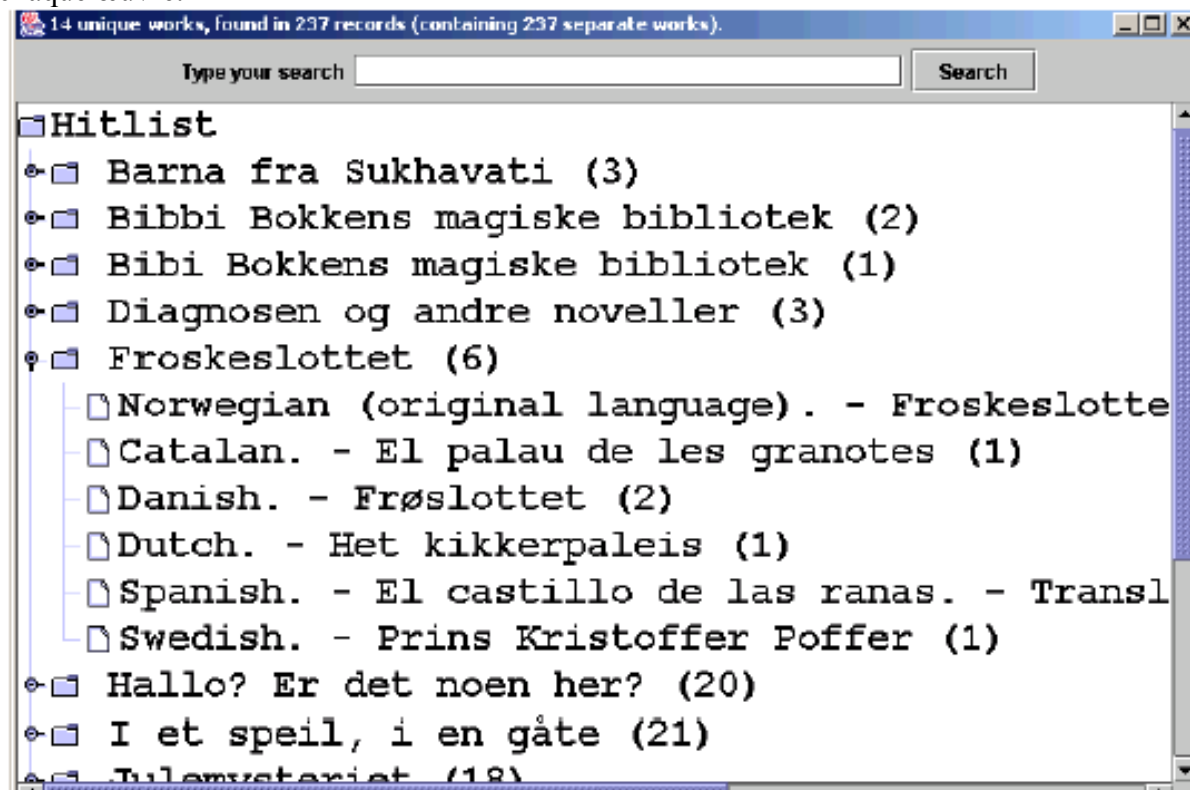 14 unique works, found in 237 records (containing 237 separate works).
Type your search Search
Hitlist
Barna fra Sukhavati (3)
Bibbi Bokkens magiske bibliotek (2)
Bibi Bokkens magiske bibliotek (1)
Diagnosen og andre noveller (3)
Froskeslottet (6)
Norwegian (original language). - Froskeslotte
Catalan. - El palau de les granotes (1)
Danish. - Frøslottet (2)
Dutch. - Het kikkerpaleis (1)
Spanish. - El castillo de las ranas. - Transl
Swedish. - Prins Kristoffer Poffer (1)
Hallo? Er det noen her? (20)
I et speil, i en gåte (21)
Julemysteriet (18)